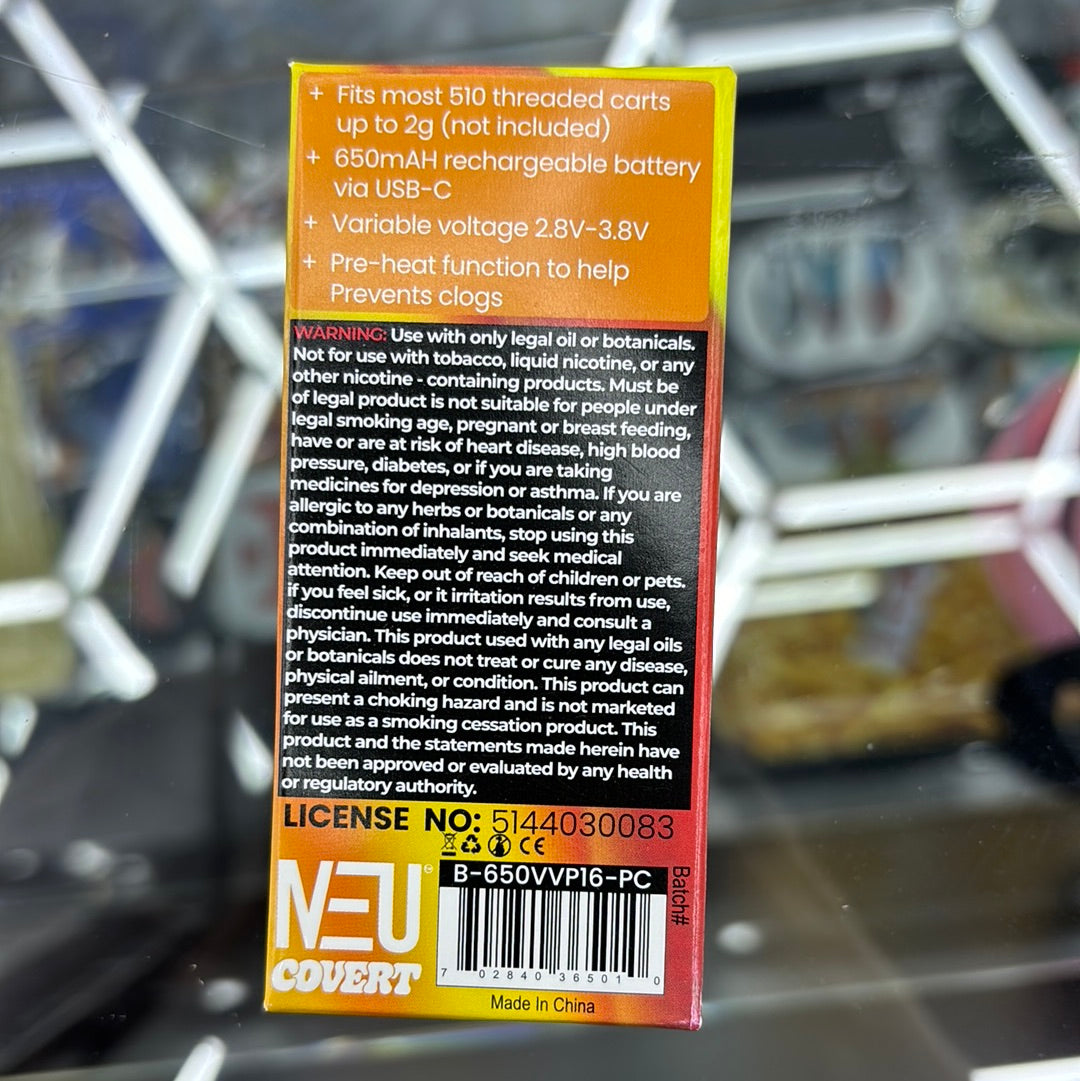 + Fits most 510 threaded carts
up to 2g (not included)
+ 650mAH rechargeable battery
via USB-C
+ Variable voltage 2.8V-3.8V
+ Pre-heat function to help
Prevents clogs
WARNING: Use with only legal oil or botanicals.
Not for use with tobacco, liquid nicotine, or any
other nicotine - containing products. Must be
of legal product is not suitable for people under
legal smoking age, pregnant or breast feeding,
have or are at risk of heart disease, high blood
pressure, diabetes, or if you are taking
medicines for depression or asthma. If you are
allergic to any herbs or botanicals or any
combination of inhalants, stop using this
product immediately and seek medical
attention. Keep out of reach of children or pets.
if you feel sick, or it irritation results from use,
discontinue use immediately and consult a
physician. This product used with any legal oils
or botanicals does not treat or cure any disease,
physical ailment, or condition. This product can
present a choking hazard and is not marketed
for use as a smoking cessation product. This
product and the statements made herein have
not been approved or evaluated by any health
or regulatory authority.
LICENSE NO: 5144030083
CE
NEU
COVERT
B-650VVP16-PC
Batch#
7 02840 36501 0
Made In China